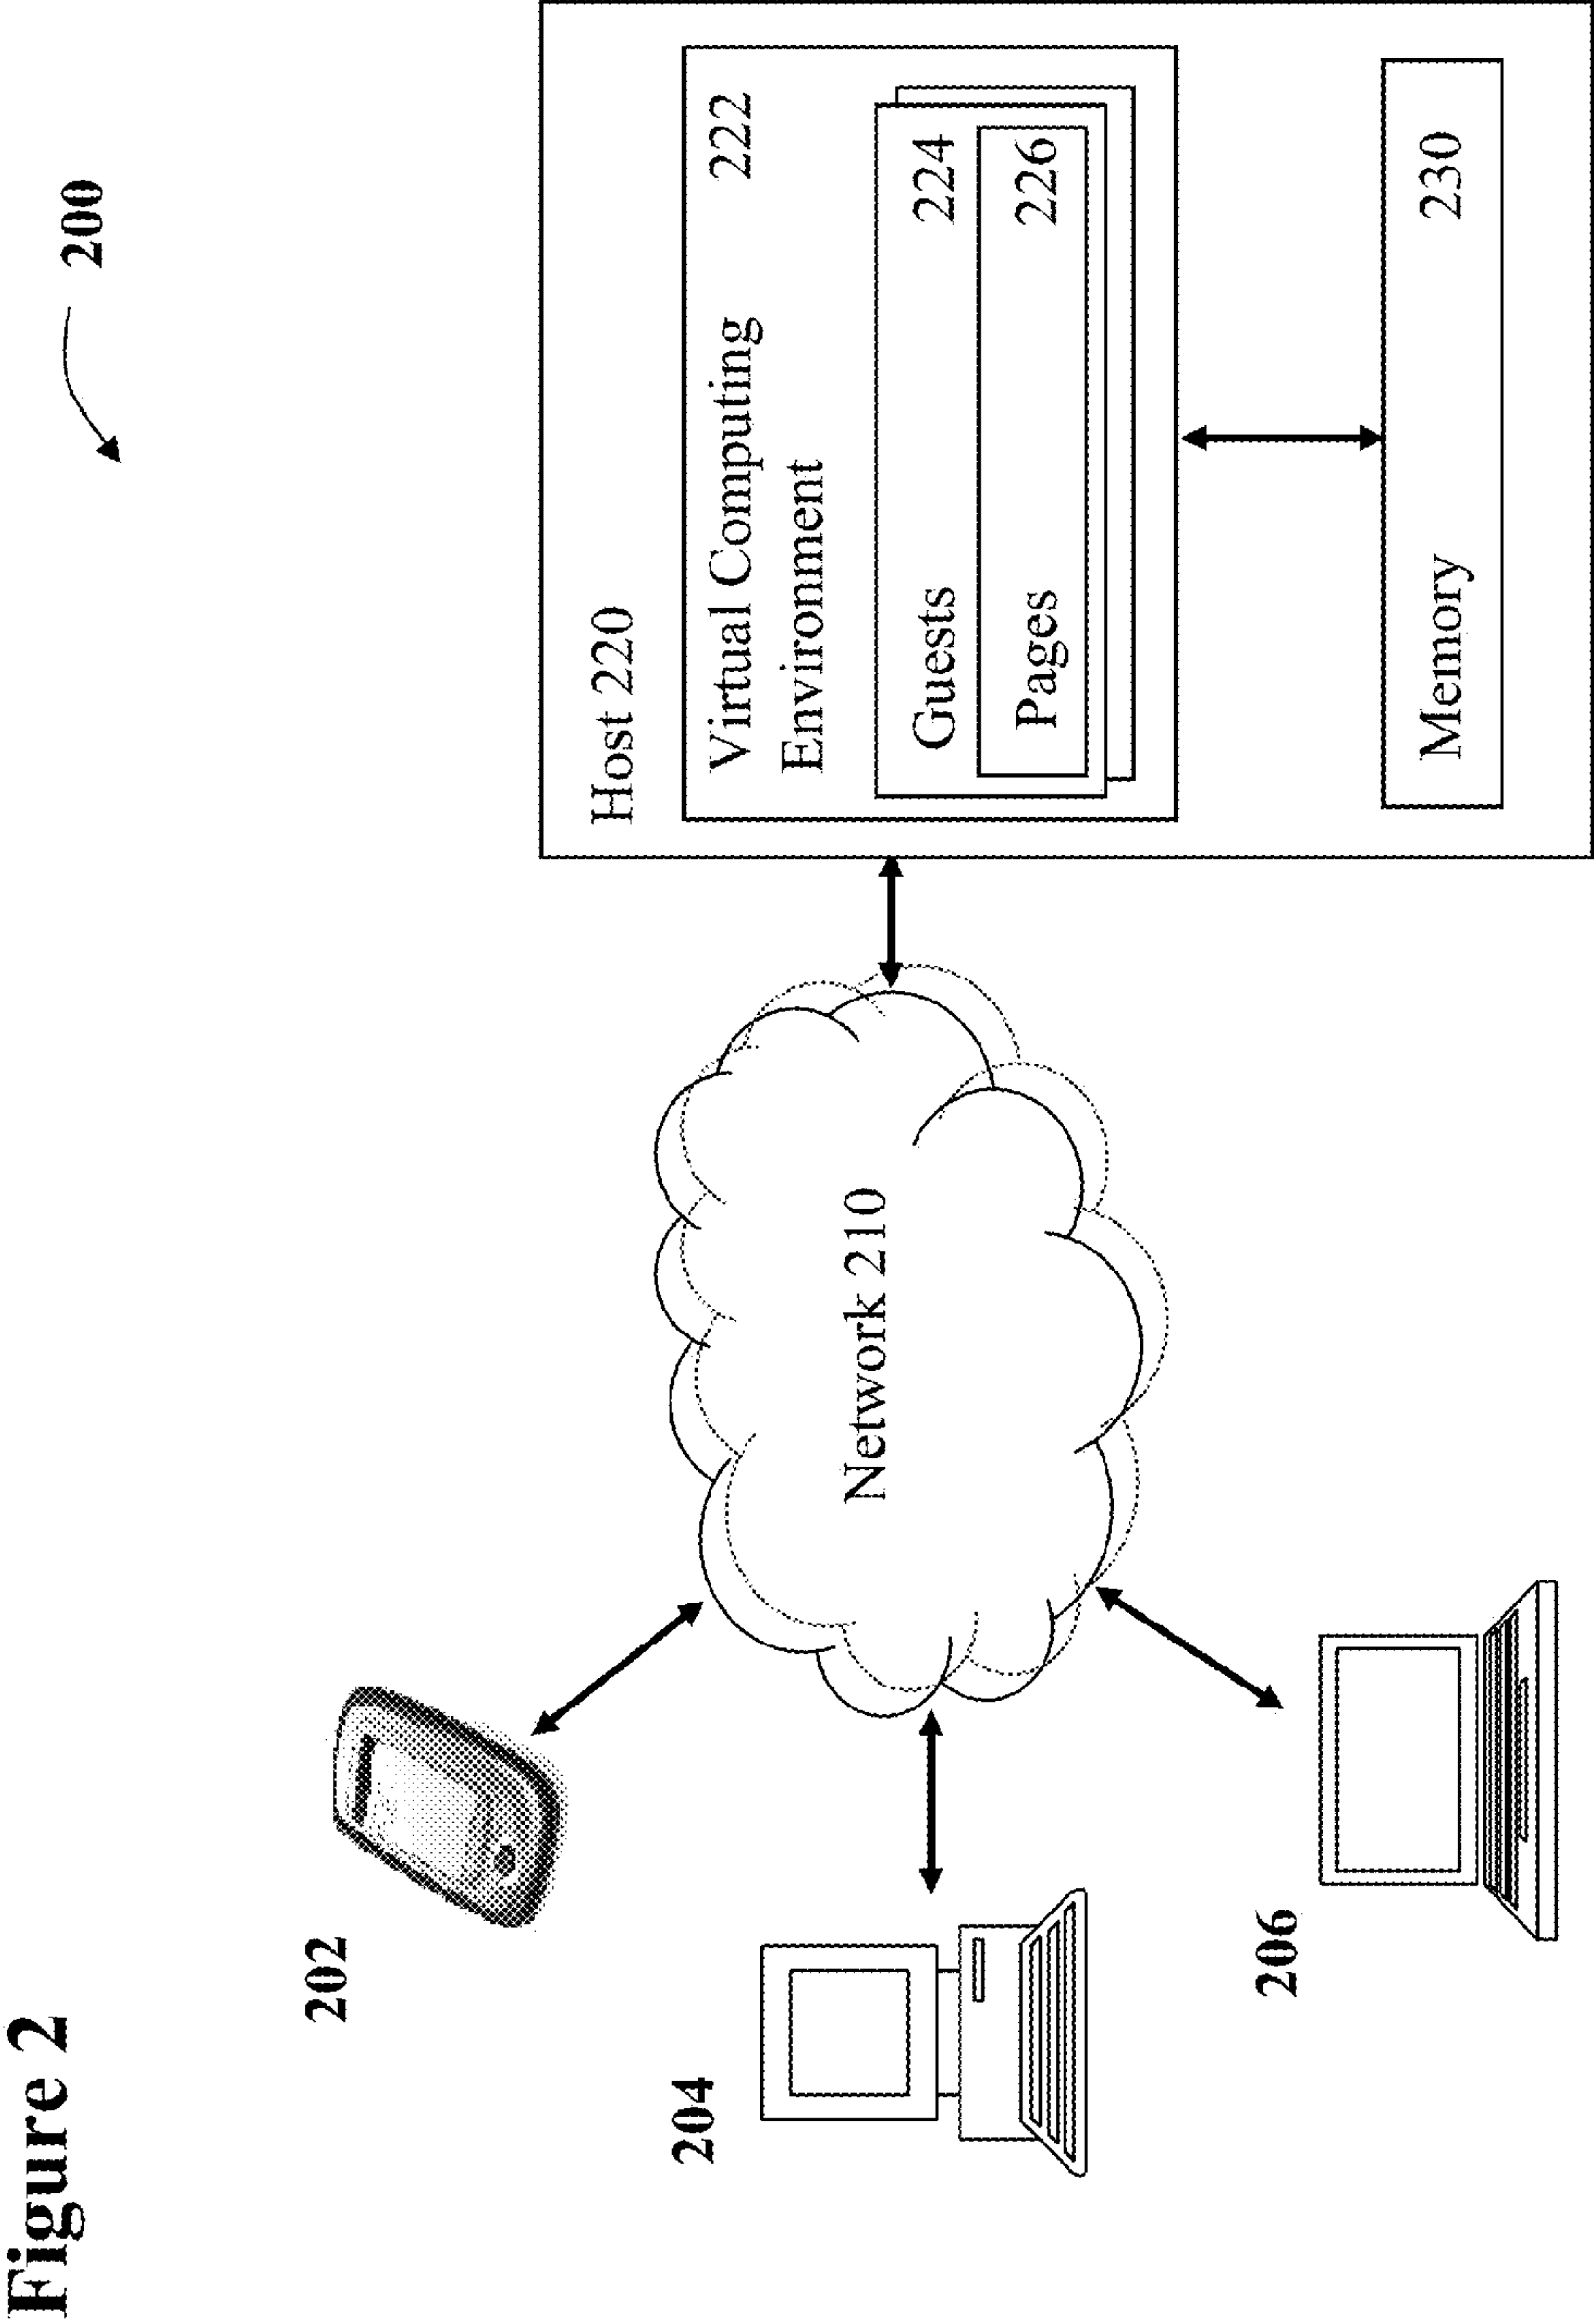 Figure 2
200
202
204
206
Network 210
Host 220
Virtual Computing 222
Environment
Guests 224
Pages 226
Memory 230